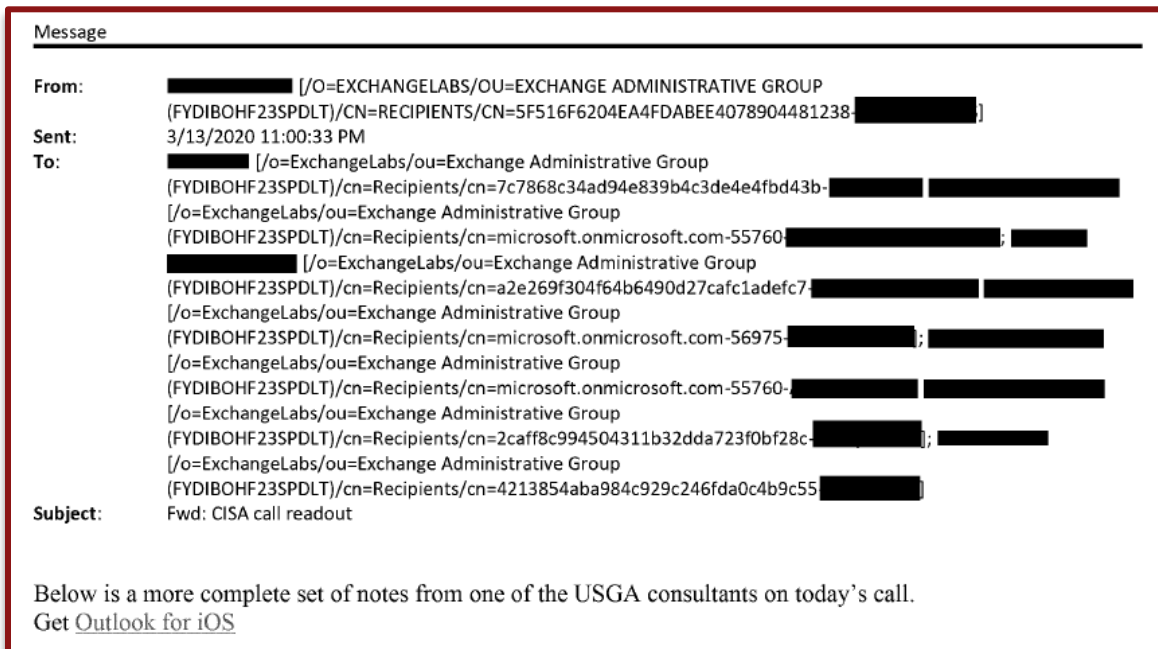 Message
From: [/O=EXCHANGELABS/OU=EXCHANGE ADMINISTRATIVE GROUP
(FYDIBOHF23SPDLT)/CN=RECIPIENTS/CN=5F516F6204EA4FDABEE4078904481238- ]
Sent: 3/13/2020 11:00:33 PM
To: [/o=ExchangeLabs/ou=Exchange Administrative Group
(FYDIBOHF23SPDLT)/cn=Recipients/cn=7c7868c34ad94e839b4c3de4e4fbd43b-
[/o=ExchangeLabs/ou=Exchange Administrative Group
(FYDIBOHF23SPDLT)/cn=Recipients/cn=microsoft.onmicrosoft.com-55760- ;
[/o=ExchangeLabs/ou=Exchange Administrative Group
(FYDIBOHF23SPDLT)/cn=Recipients/cn=a2e269f304f64b6490d27cafc1adefc7-
[/o=ExchangeLabs/ou=Exchange Administrative Group
(FYDIBOHF23SPDLT)/cn=Recipients/cn=microsoft.onmicrosoft.com-56975- ];
[/o=ExchangeLabs/ou=Exchange Administrative Group
(FYDIBOHF23SPDLT)/cn=Recipients/cn=microsoft.onmicrosoft.com-55760-
[/o=ExchangeLabs/ou=Exchange Administrative Group
(FYDIBOHF23SPDLT)/cn=Recipients/cn=2caff8c994504311b32dda723f0bf28c- ];
[/o=ExchangeLabs/ou=Exchange Administrative Group
(FYDIBOHF23SPDLT)/cn=Recipients/cn=4213854aba984c929c246fda0c4b9c55- ]
Subject: Fwd: CISA call readout
Below is a more complete set of notes from one of the USGA consultants on today's call.
Get Outlook for iOS